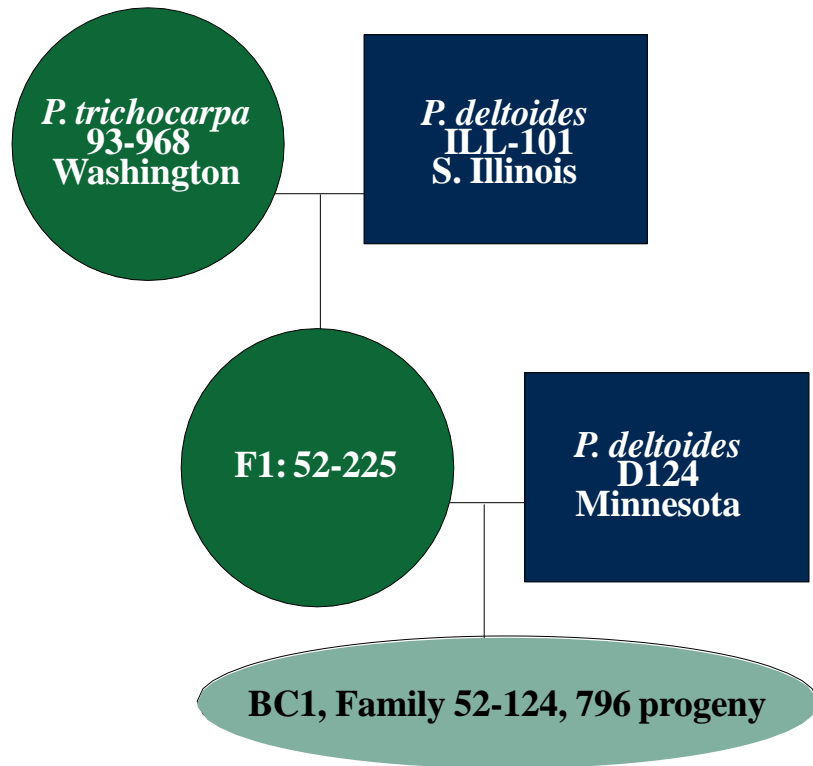 P. trichocarpa
93-968
Washington
P. deltoides
ILL-101
S. Illinois
F1: 52-225
P. deltoides
D124
Minnesota
BC1, Family 52-124, 796 progeny